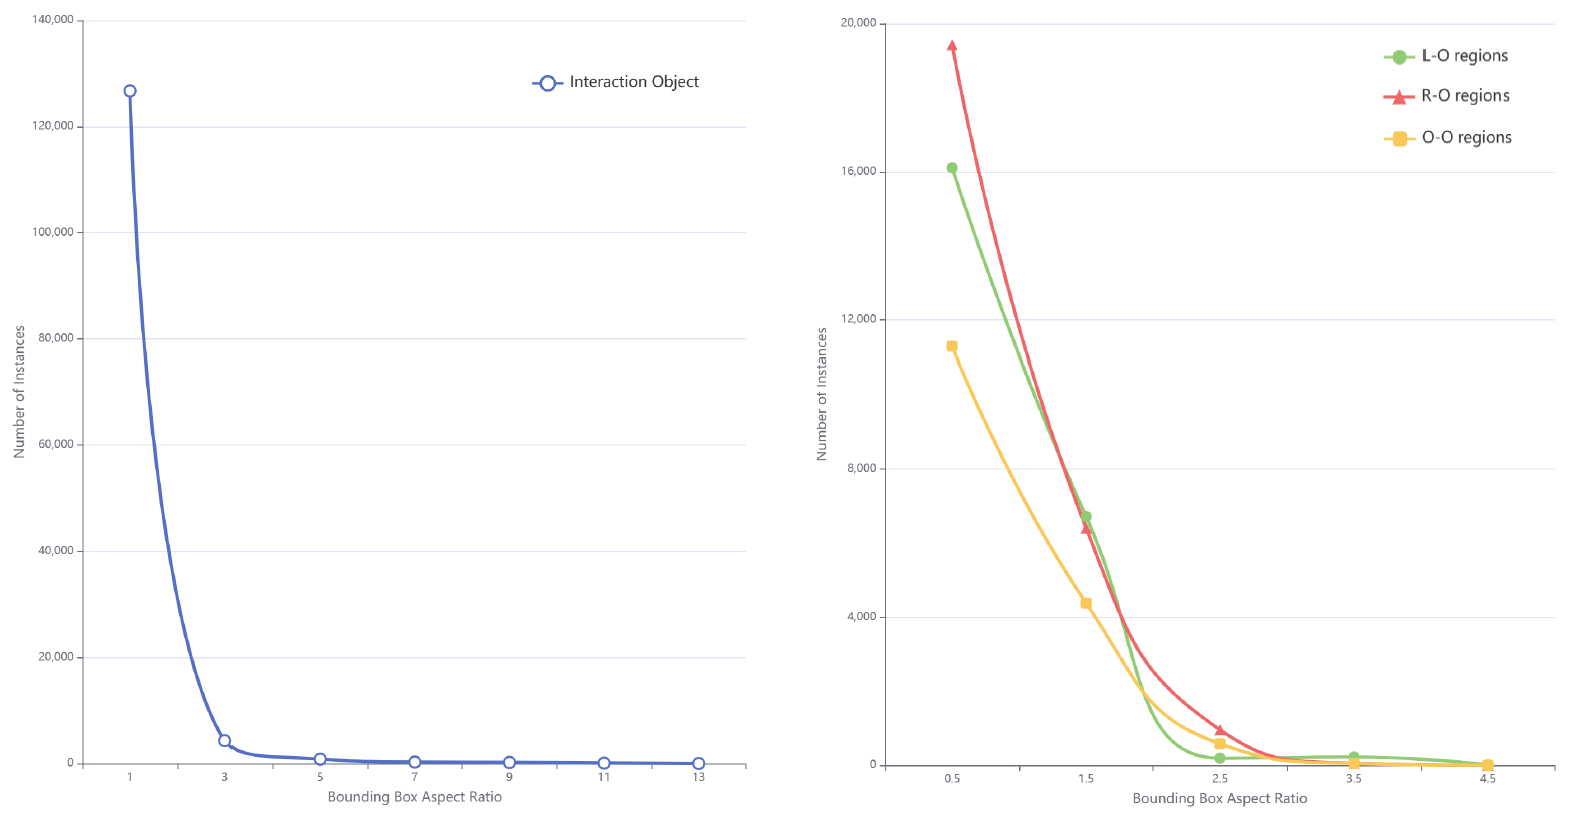 140,000
120,000
100,000
80,000
60,000
40,000
20,000
0
Number of Instances
Interaction Object
1 3 5 7 9 11 13
Bounding Box Aspect Ratio
20,000
16,000
12,000
8,000
4,000
0
Number of Instances
L-O regions
R-O regions
O-O regions
0.5 1.5 2.5 3.5 4.5
Bounding Box Aspect Ratio